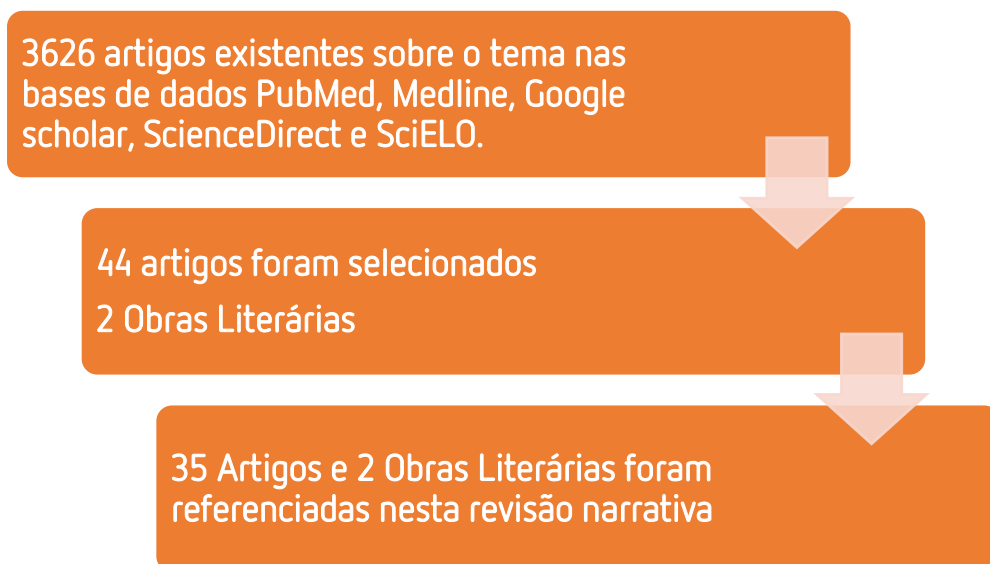 3626 artigos existentes sobre o tema nas
bases de dados PubMed, Medline, Google
scholar, ScienceDirect e SciELO.
44 artigos foram selecionados
2 Obras Literárias
35 Artigos e 2 Obras Literárias foram
referenciadas nesta revisão narrativa